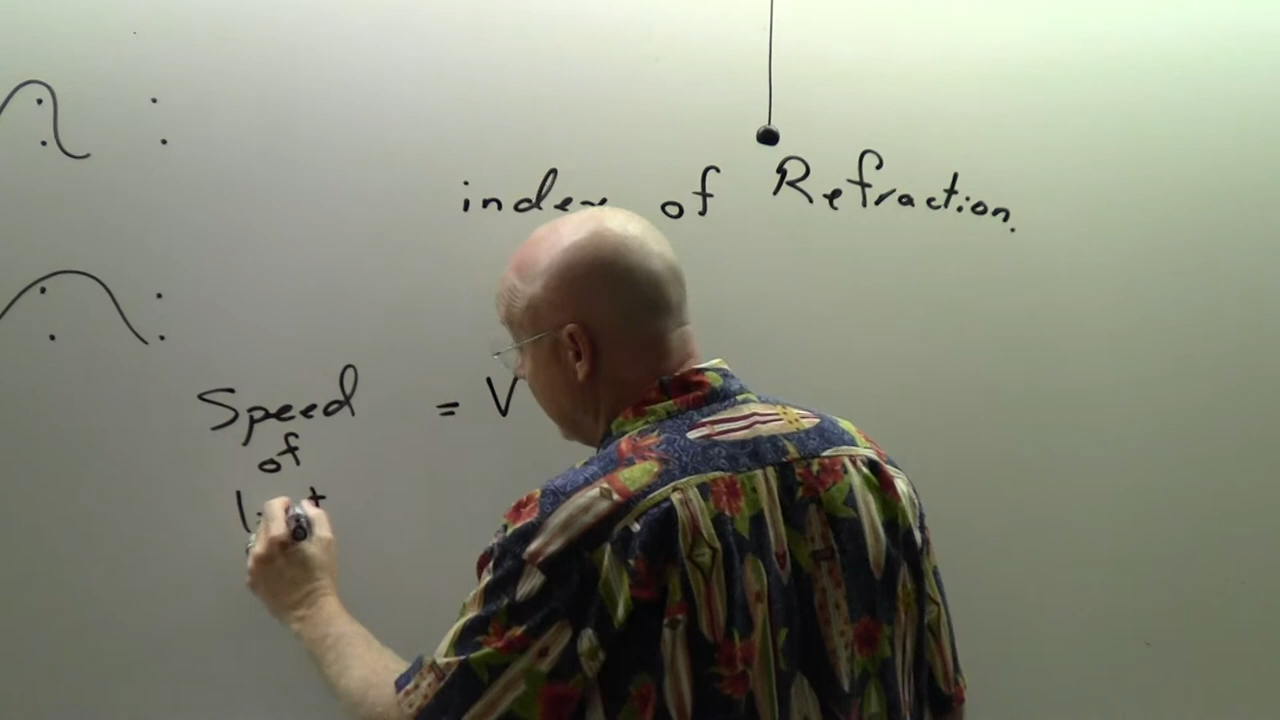 index of Refraction.
Speed = V
of